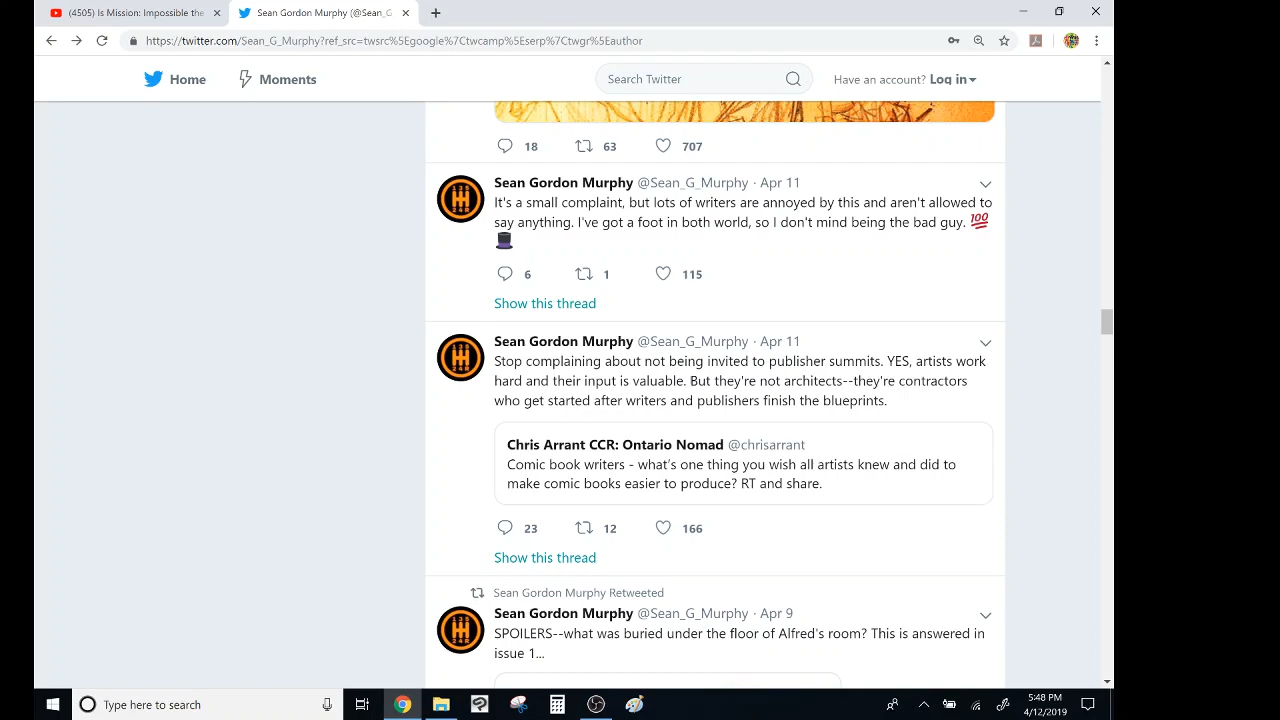 (4505) Is Mission: Impossible the
Sean Gordon Murphy (@Sean_G
https://twitter.com/Sean_G_Murphy?ref_src=twsrc%5Egoogle%7Ctwcamp%5Eserp%7Ctwgr%5Eauthor
Home
Moments
Search Twitter
Have an account? Log in
18 63 707
Sean Gordon Murphy @Sean_G_Murphy · Apr 11
It's a small complaint, but lots of writers are annoyed by this and aren't allowed to
say anything. I've got a foot in both world, so I don't mind being the bad guy. 💯
🎩
6 1 115
Show this thread
Sean Gordon Murphy @Sean_G_Murphy · Apr 11
Stop complaining about not being invited to publisher summits. YES, artists work
hard and their input is valuable. But they're not architects--they're contractors
who get started after writers and publishers finish the blueprints.
Chris Arrant CCR: Ontario Nomad @chrisarrant
Comic book writers - what's one thing you wish all artists knew and did to
make comic books easier to produce? RT and share.
23 12 166
Show this thread
Sean Gordon Murphy Retweeted
Sean Gordon Murphy @Sean_G_Murphy · Apr 9
SPOILERS--what was buried under the floor of Alfred's room? This is answered in
issue 1...
Type here to search
5:48 PM
4/12/2019